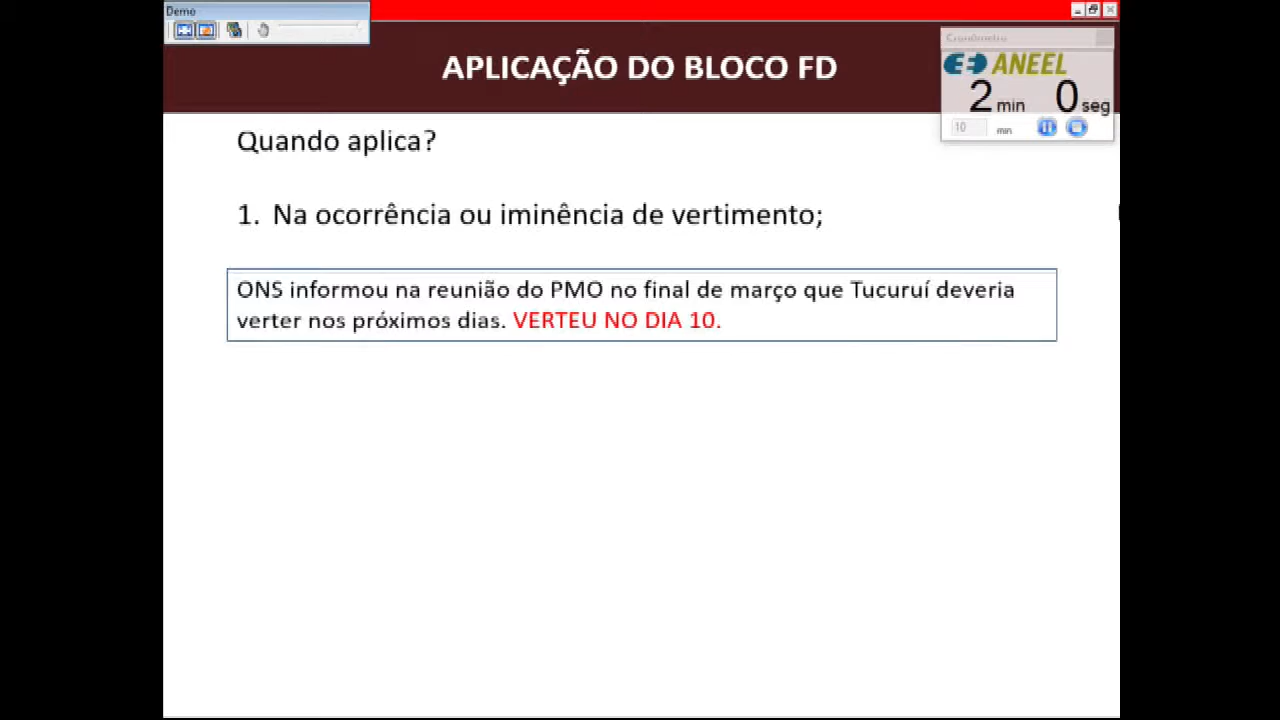 Demo
APLICAÇÃO DO BLOCO FD
Cronômetro
ANEEL
2 min 0 seg
10 min
Quando aplica?
1. Na ocorrência ou iminência de vertimento;
ONS informou na reunião do PMO no final de março que Tucuruí deveria
verter nos próximos dias. VERTEU NO DIA 10.